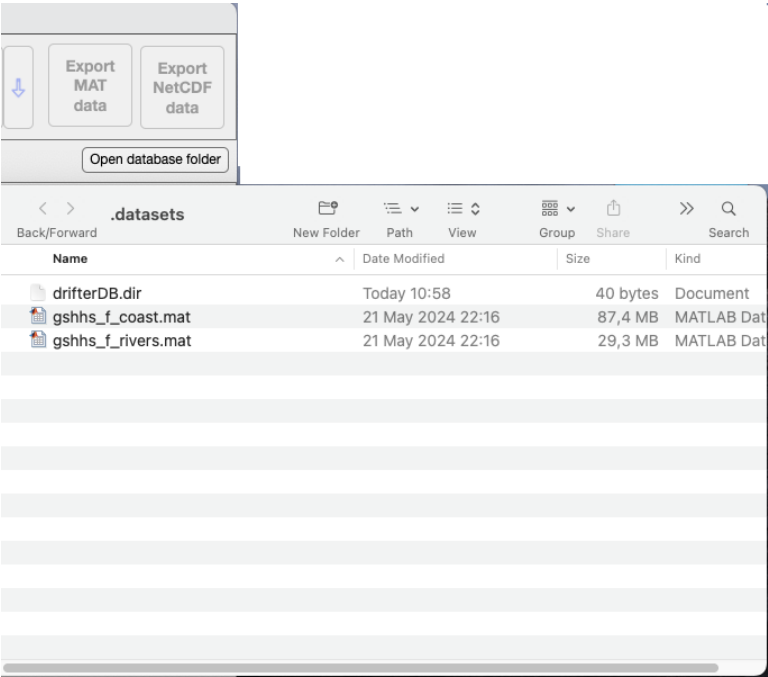 Export MAT data
Export NetCDF data
Open database folder
.datasets
Back/Forward
New Folder
Path
View
Group
Share
Search
Name Date Modified Size Kind
drifterDB.dir Today 10:58 40 bytes Document
gshhs_f_coast.mat 21 May 2024 22:16 87,4 MB MATLAB Dat
gshhs_f_rivers.mat 21 May 2024 22:16 29,3 MB MATLAB Dat